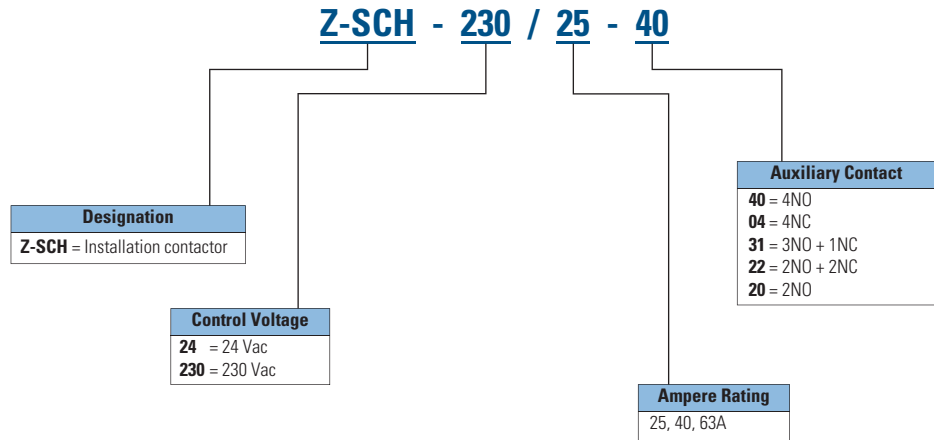 Z-SCH - 230 / 25 - 40
Designation
Z-SCH = Installation contactor
Control Voltage
24 = 24 Vac
230 = 230 Vac
Ampere Rating
25, 40, 63A
Auxiliary Contact
40 = 4NO
04 = 4NC
31 = 3NO + 1NC
22 = 2NO + 2NC
20 = 2NO